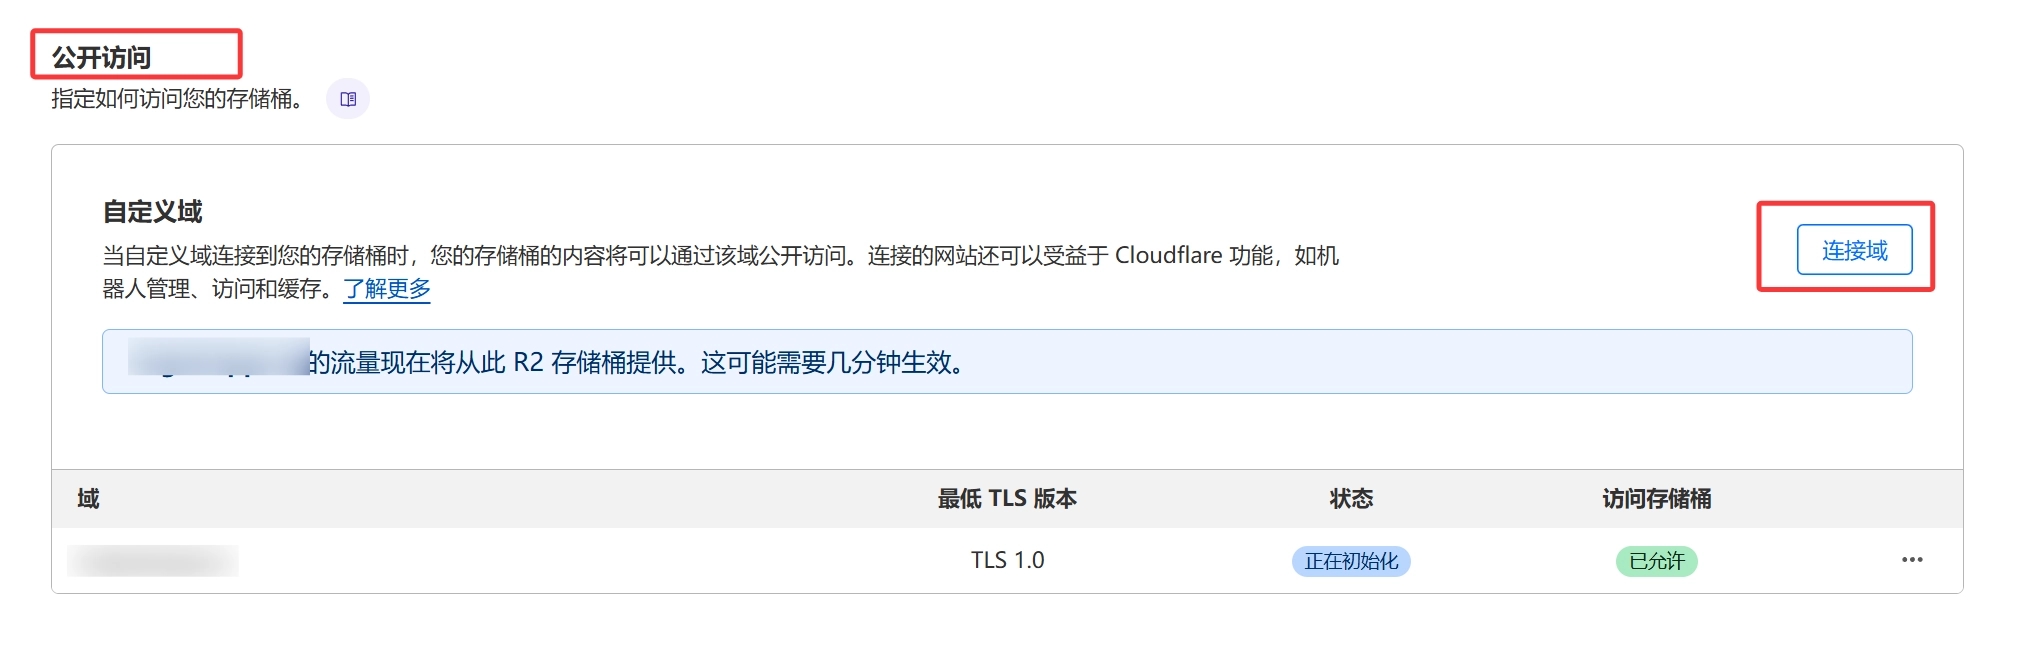 公开访问
指定如何访问您的存储桶。
自定义域
当自定义域连接到您的存储桶时，您的存储桶的内容将可以通过该域公开访问。连接的网站还可以受益于 Cloudflare 功能，如机
器人管理、访问和缓存。了解更多
连接域
的流量现在将从此 R2 存储桶提供。这可能需要几分钟生效。
域 最低 TLS 版本 状态 访问存储桶
TLS 1.0 正在初始化 已允许